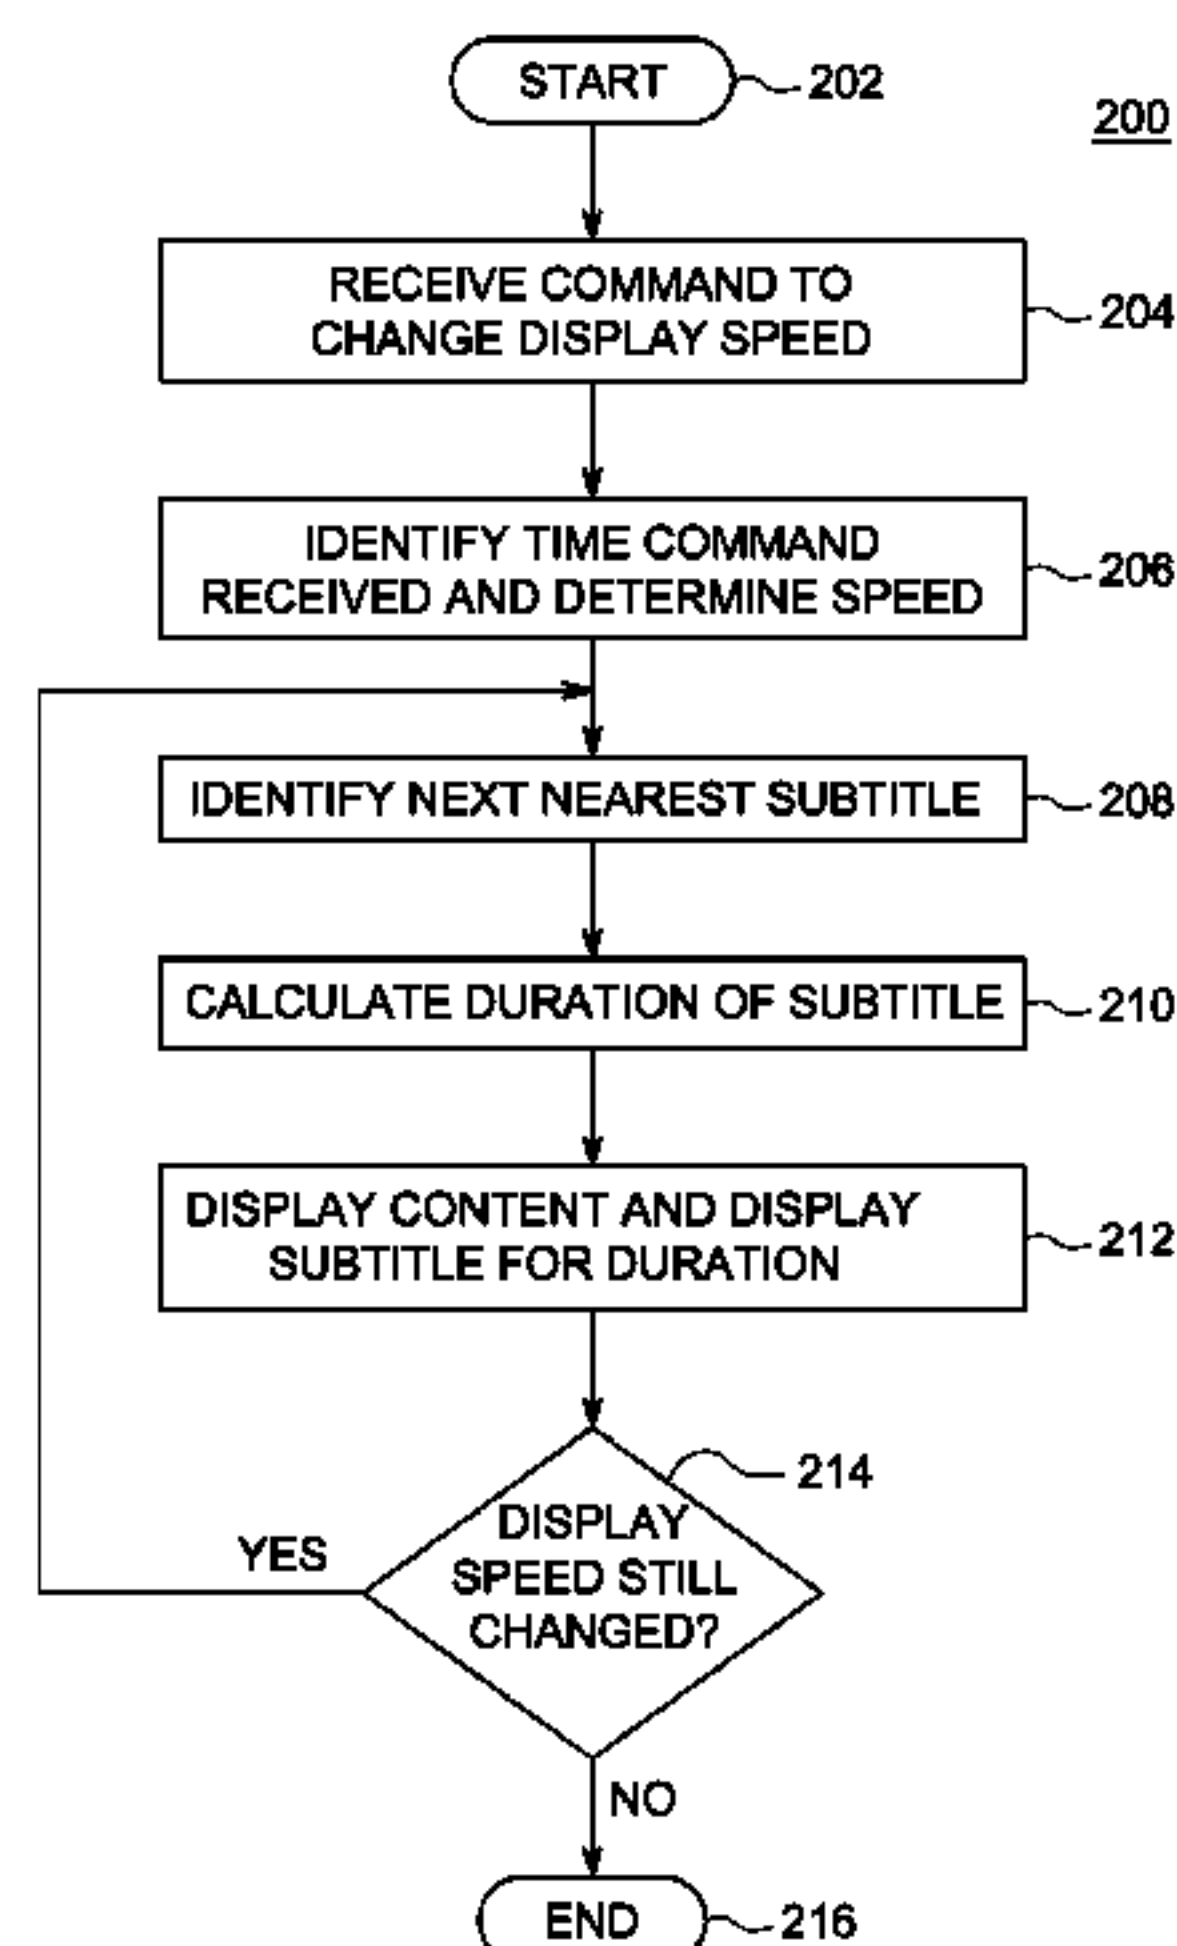 START
202
200
RECEIVE COMMAND TO
CHANGE DISPLAY SPEED
204
IDENTIFY TIME COMMAND
RECEIVED AND DETERMINE SPEED
206
IDENTIFY NEXT NEAREST SUBTITLE
208
CALCULATE DURATION OF SUBTITLE
210
DISPLAY CONTENT AND DISPLAY
SUBTITLE FOR DURATION
212
214
DISPLAY
SPEED STILL
CHANGED?
YES
NO
END
216